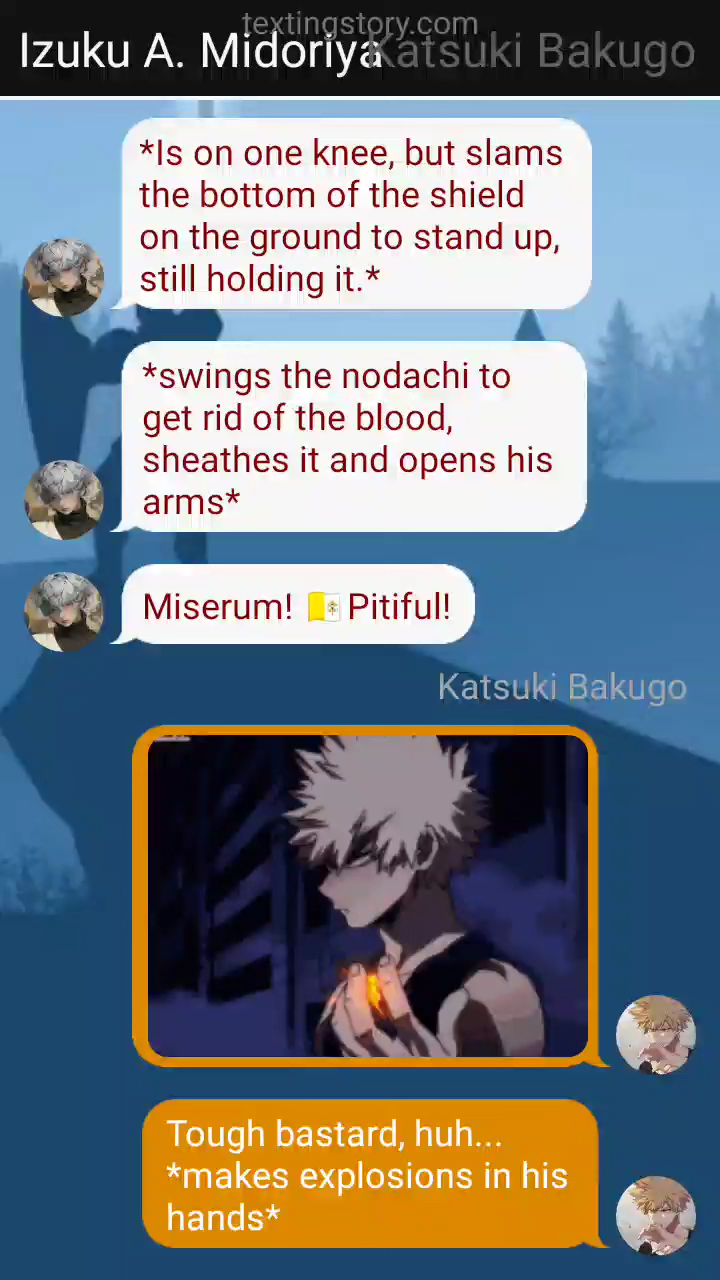 textingstory.com
Izuku A. Midoriya
Katsuki Bakugo
*Is on one knee, but slams
the bottom of the shield
on the ground to stand up,
still holding it.*
*swings the nodachi to
get rid of the blood,
sheathes it and opens his
arms*
Miserum! 🇻🇦 Pitiful!
Katsuki Bakugo
Tough bastard, huh...
*makes explosions in his
hands*